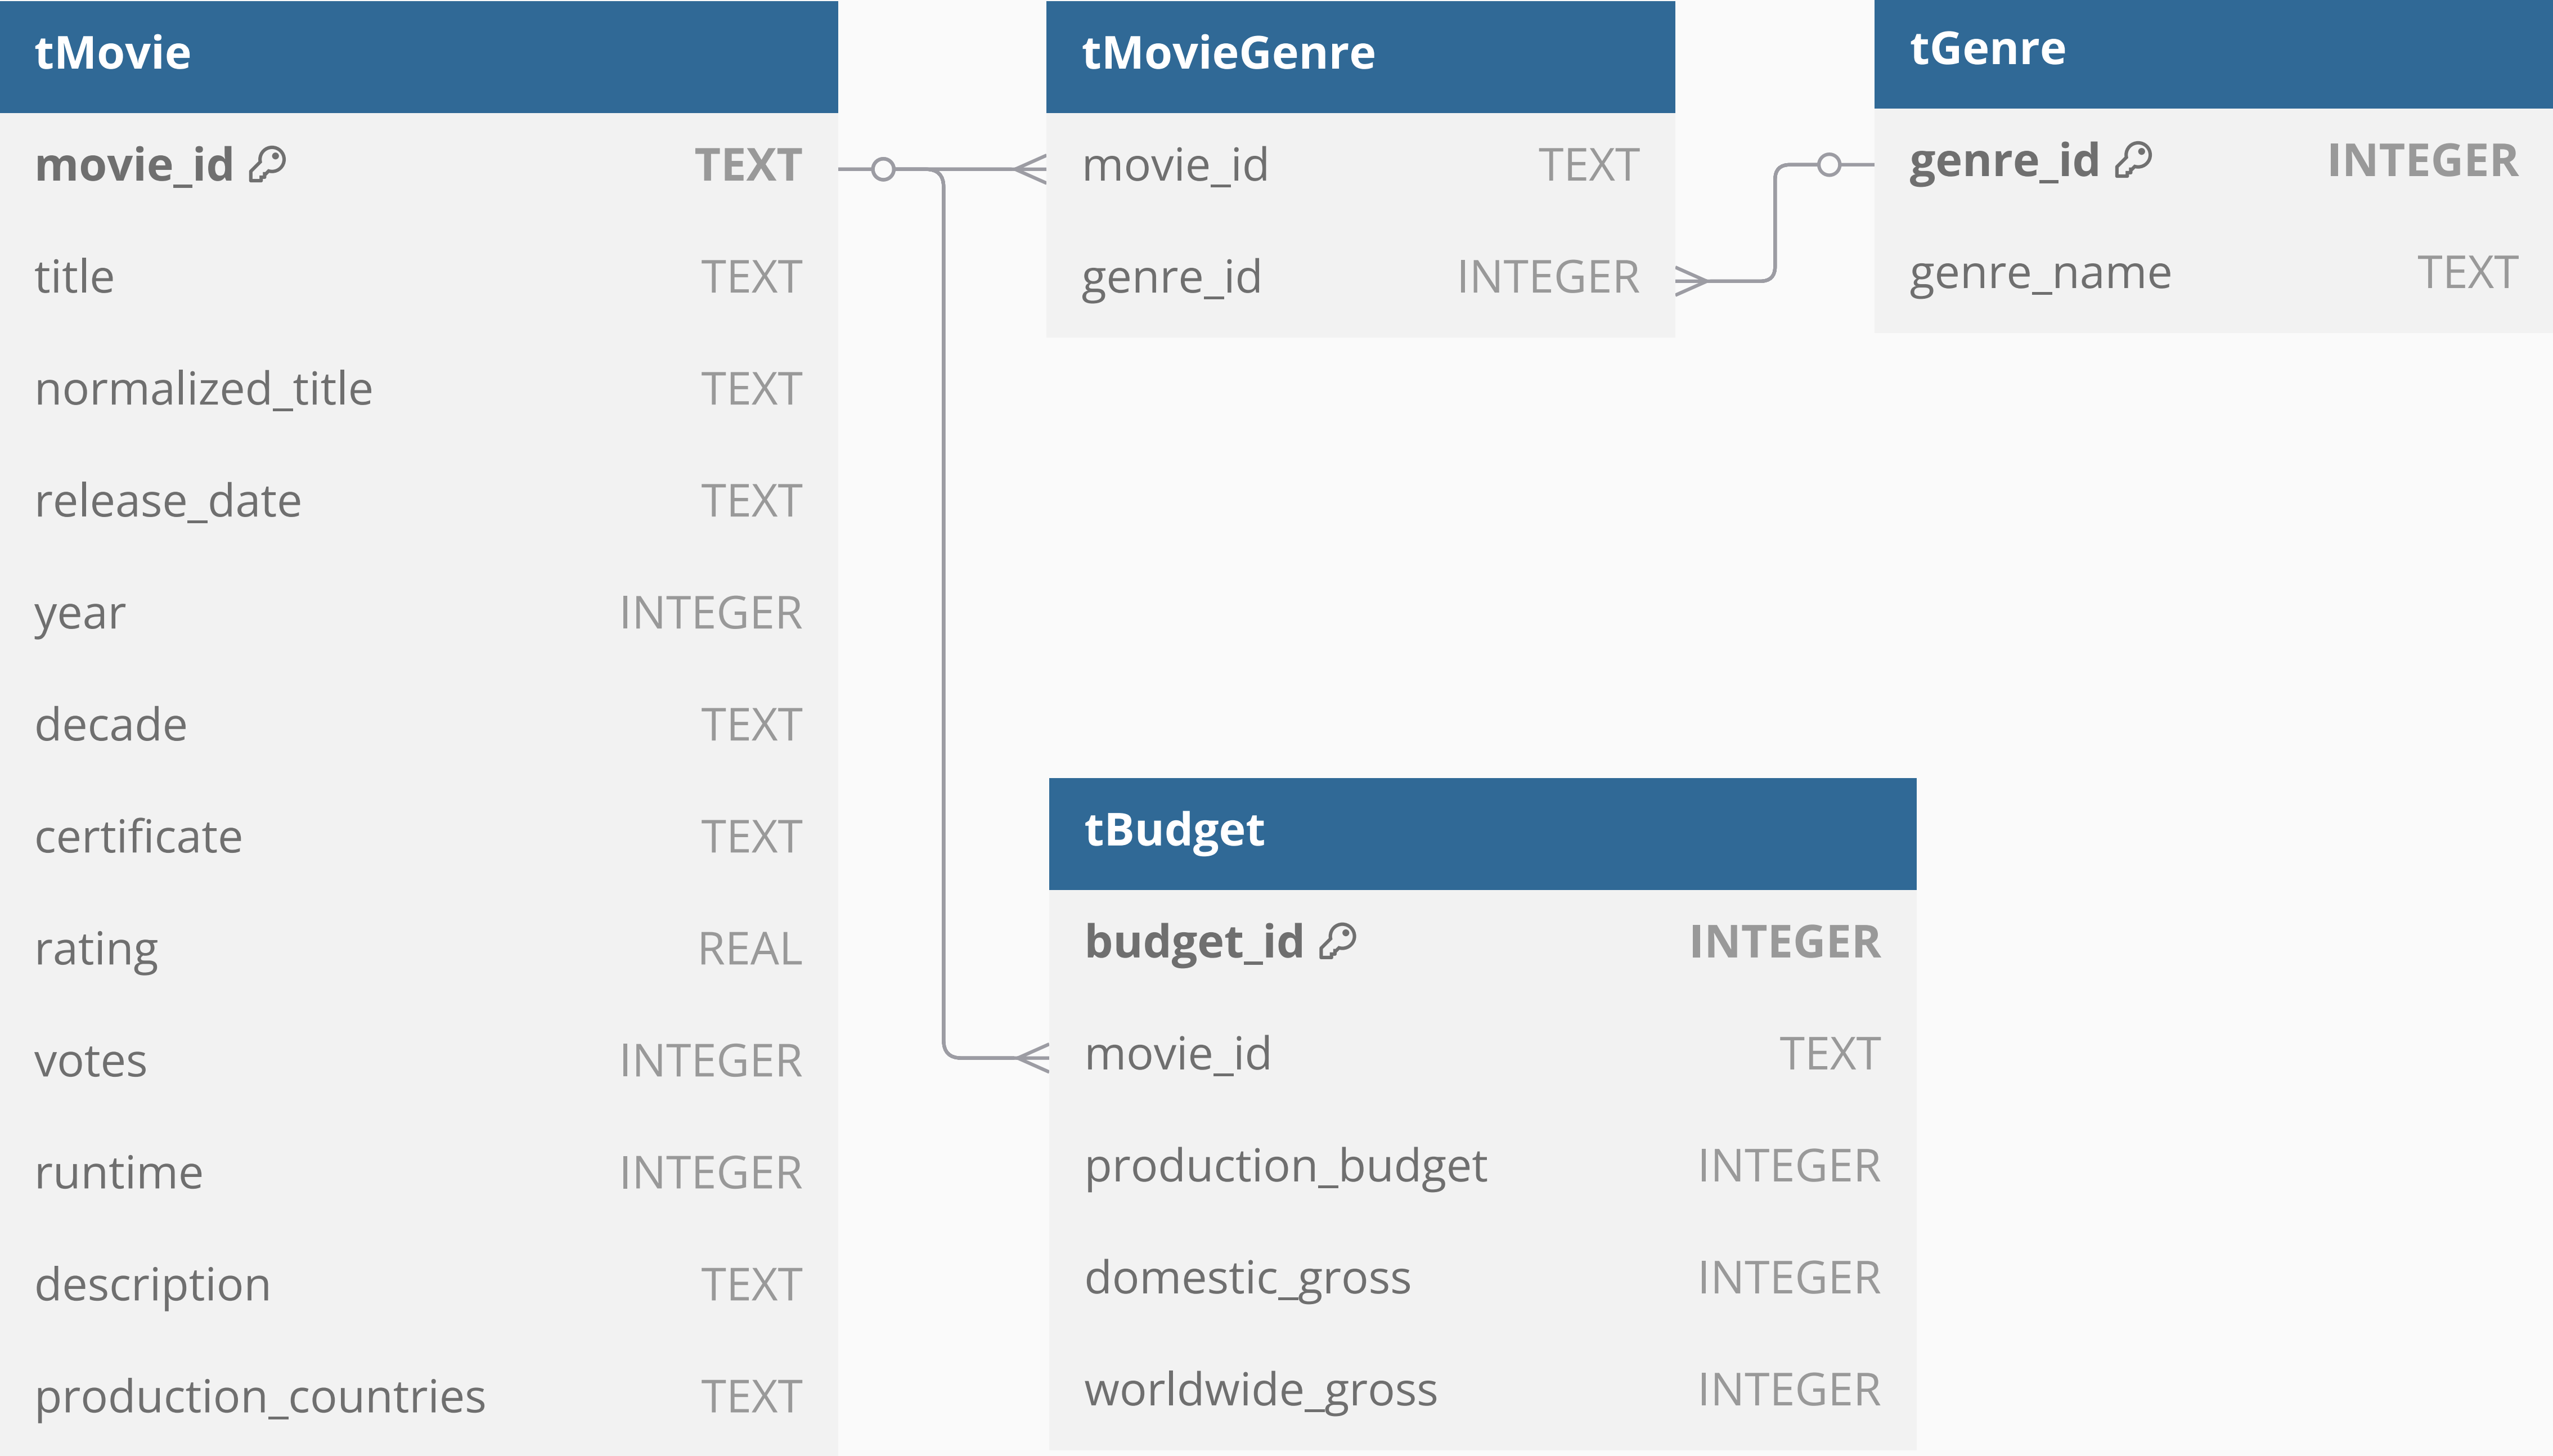 tMovie
movie_id TEXT
title TEXT
normalized_title TEXT
release_date TEXT
year INTEGER
decade TEXT
certificate TEXT
rating REAL
votes INTEGER
runtime INTEGER
description TEXT
production_countries TEXT
tMovieGenre
movie_id TEXT
genre_id INTEGER
tGenre
genre_id INTEGER
genre_name TEXT
tBudget
budget_id INTEGER
movie_id TEXT
production_budget INTEGER
domestic_gross INTEGER
worldwide_gross INTEGER